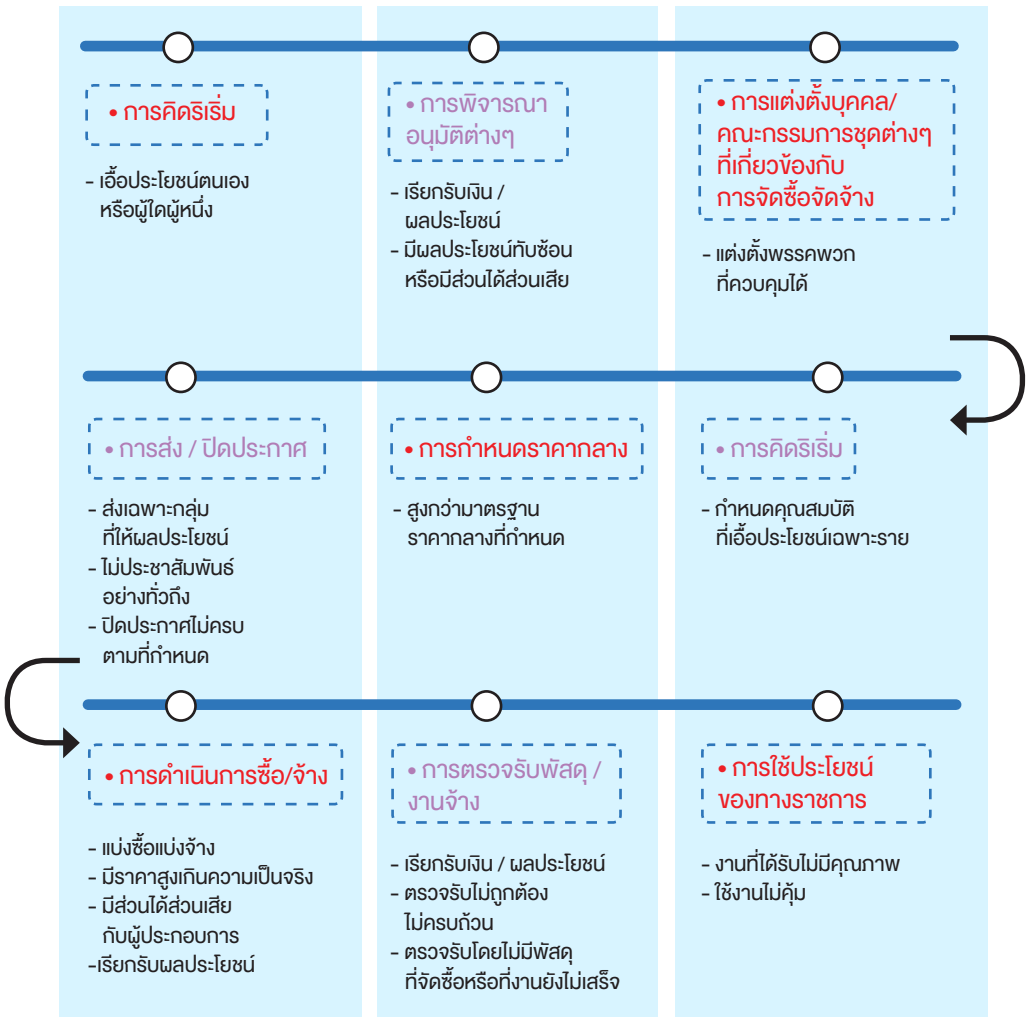 • การคิดริเริ่ม
- เอื้อประโยชน์ตนเอง
หรือผู้ใดผู้หนึ่ง
• การพิจารณา
อนุมัติต่างๆ
- เรียกรับเงิน /
ผลประโยชน์
- มีผลประโยชน์ทับซ้อน
หรือมีส่วนได้ส่วนเสีย
• การแต่งตั้งบุคคล/
คณะกรรมการชุดต่างๆ
ที่เกี่ยวข้องกับ
การจัดซื้อจัดจ้าง
- แต่งตั้งพรรคพวก
ที่ควบคุมได้
• การส่ง / ปิดประกาศ
- ส่งเฉพาะกลุ่ม
ที่ให้ผลประโยชน์
- ไม่ประชาสัมพันธ์
อย่างทั่วถึง
- ปิดประกาศไม่ครบ
ตามที่กำหนด
• การกำหนดราคากลาง
- สูงกว่ามาตรฐาน
ราคากลางที่กำหนด
• การคิดริเริ่ม
- กำหนดคุณสมบัติ
ที่เอื้อประโยชน์เฉพาะราย
• การดำเนินการซื้อ/จ้าง
- แบ่งซื้อแบ่งจ้าง
- มีราคาสูงเกินความเป็นจริง
- มีส่วนได้ส่วนเสีย
กับผู้ประกอบการ
-เรียกรับผลประโยชน์
• การตรวจรับพัสดุ /
งานจ้าง
- เรียกรับเงิน / ผลประโยชน์
- ตรวจรับไม่ถูกต้อง
ไม่ครบถ้วน
- ตรวจรับโดยไม่มีพัสดุ
ที่จัดซื้อหรือที่งานยังไม่เสร็จ
• การใช้ประโยชน์
ของทางราชการ
- งานที่ได้รับไม่มีคุณภาพ
- ใช้งานไม่คุ้ม